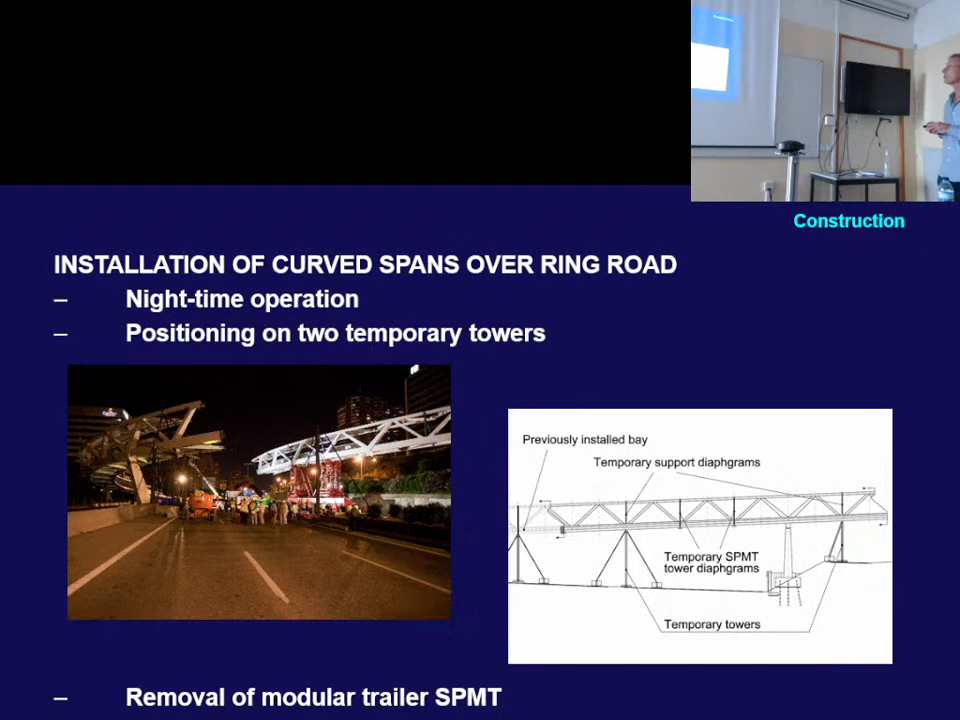 Construction
INSTALLATION OF CURVED SPANS OVER RING ROAD
– Night-time operation
– Positioning on two temporary towers
Previously installed bay
Temporary support diaphgrams
Temporary SPMT
tower diaphgrams
Temporary towers
– Removal of modular trailer SPMT